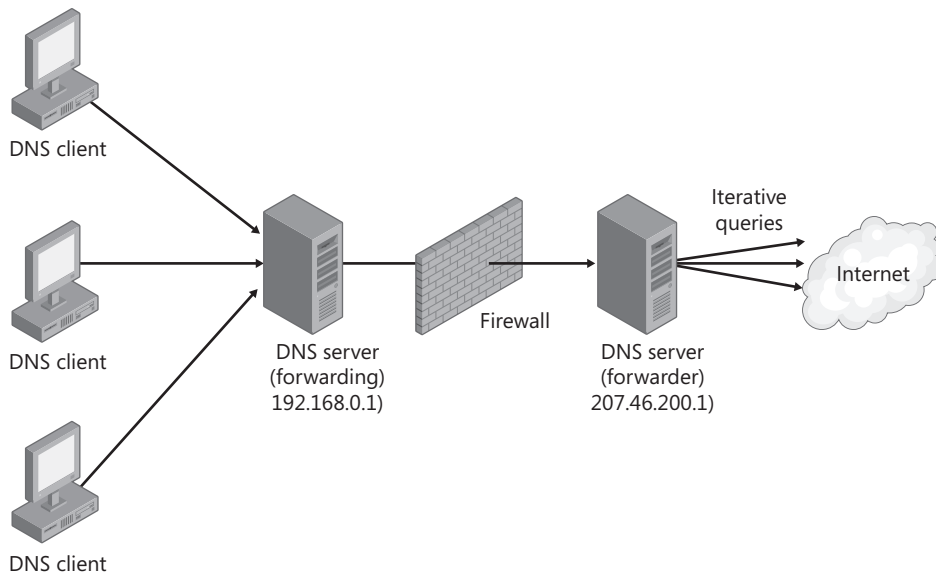 DNS client
DNS client
DNS client
DNS server
(forwarding)
192.168.0.1)
Firewall
DNS server
(forwarder)
207.46.200.1)
Iterative
queries
Internet